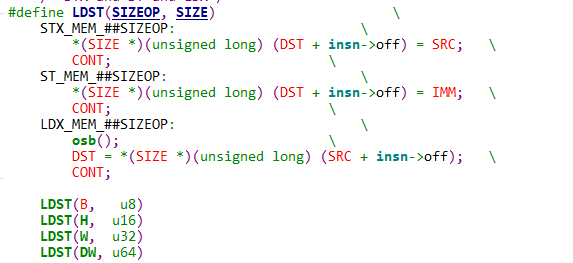 #define LDST(SIZEOP, SIZE) \
STX_MEM_##SIZEOP: \
*(SIZE *)(unsigned long) (DST + insn->off) = SRC; \
CONT; \
ST_MEM_##SIZEOP: \
*(SIZE *)(unsigned long) (DST + insn->off) = IMM; \
CONT; \
LDX_MEM_##SIZEOP: \
osb(); \
DST = *(SIZE *)(unsigned long) (SRC + insn->off); \
CONT;
LDST(B, u8)
LDST(H, u16)
LDST(W, u32)
LDST(DW, u64)